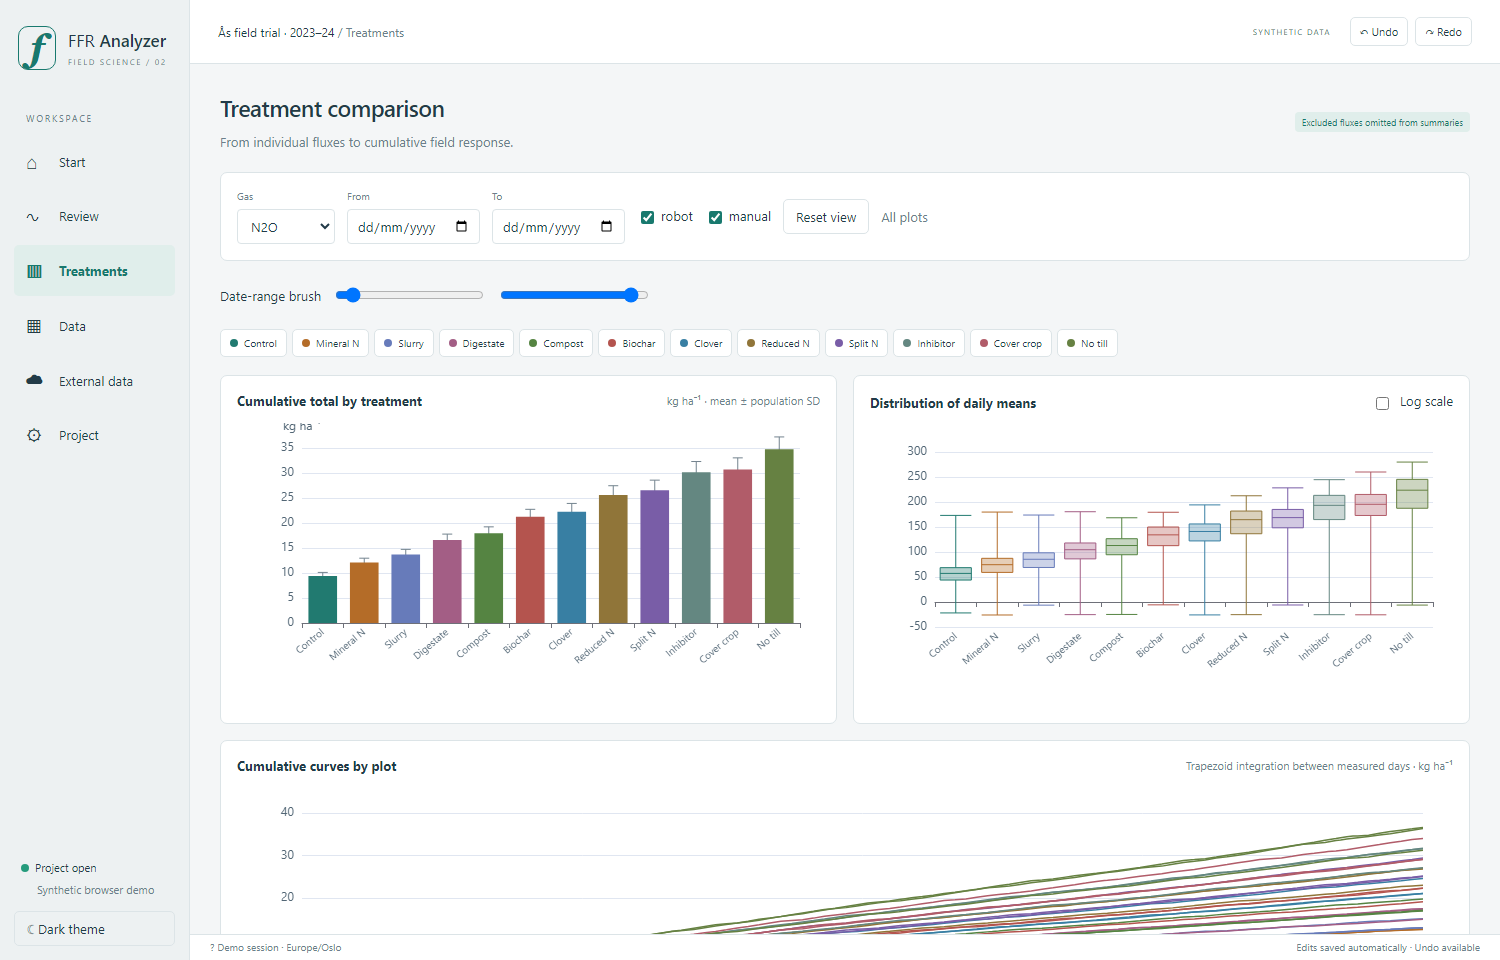 FFR Analyzer
FIELD SCIENCE / 02
WORKSPACE
Start
Review
Treatments
Data
External data
Project
Project open
Synthetic browser demo
Dark theme
Ås field trial · 2023–24 / Treatments
SYNTHETIC DATA
↶ Undo
↷ Redo
Treatment comparison
From individual fluxes to cumulative field response.
Excluded fluxes omitted from summaries
Gas
From
To
N2O
dd/mm/yyyy
dd/mm/yyyy
robot
manual
Reset view
All plots
Date-range brush
Control
Mineral N
Slurry
Digestate
Compost
Biochar
Clover
Reduced N
Split N
Inhibitor
Cover crop
No till
Cumulative total by treatment
kg ha⁻¹ · mean ± population SD
kg ha
35
30
25
20
15
10
5
0
Control
Mineral N
Slurry
Digestate
Compost
Biochar
Clover
Reduced N
Split N
Inhibitor
Cover crop
No till
Distribution of daily means
Log scale
300
250
200
150
100
50
0
-50
Control
Mineral N
Slurry
Digestate
Compost
Biochar
Clover
Reduced N
Split N
Inhibitor
Cover crop
No till
Cumulative curves by plot
Trapezoid integration between measured days · kg ha⁻¹
40
30
20
? Demo session · Europe/Oslo
Edits saved automatically · Undo available